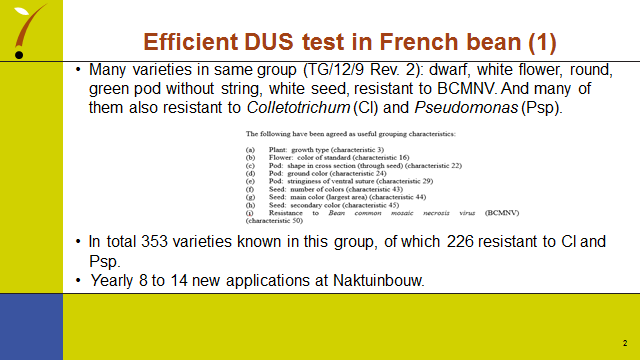 Efficient DUS test in French bean (1)
• Many varieties in same group (TG/12/9 Rev. 2): dwarf, white flower, round,
green pod without string, white seed, resistant to BCMNV. And many of
them also resistant to Colletotrichum (Cl) and Pseudomonas (Psp).
The following have been agreed as useful grouping characteristics:
(a) Plant: growth type (characteristic 3)
(b) Flower: color of standard (characteristic 16)
(c) Pod: shape in cross section (through seed) (characteristic 22)
(d) Pod: ground color (characteristic 24)
(e) Pod: stringiness of ventral suture (characteristic 29)
(f) Seed: number of colors (characteristic 43)
(g) Seed: main color (largest area) (characteristic 44)
(h) Seed: secondary color (characteristic 45)
(i) Resistance to Bean common mosaic necrosis virus (BCMNV)
(characteristic 50)
• In total 353 varieties known in this group, of which 226 resistant to Cl and
Psp.
• Yearly 8 to 14 new applications at Naktuinbouw.
2